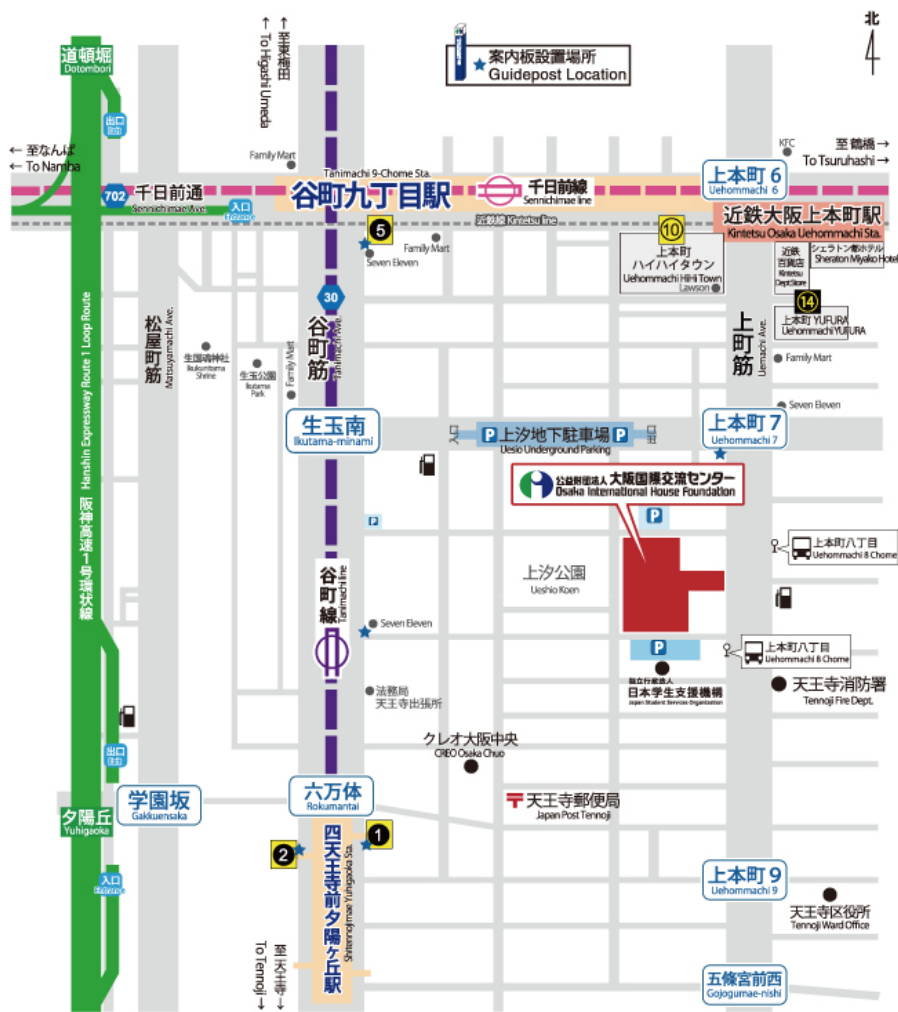 北
道頓堀
Dotombori
← 至東梅田
← To Higashi Umeda
案内板設置場所
Guidepost Location
出口
← 至なんば
← To Namba
Family Mart
Tanimachi 9-Chome Sta.
谷町九丁目駅
千日前線
Sennichimae line
上本町 6
Uehommachi 6
KFC
至 鶴橋 →
To Tsuruhashi →
702
千日前通
Sennichimae Ave.
入口
Entrance
近鉄線 Kintetsu line
近鉄大阪上本町駅
Kintetsu Osaka Uehommachi Sta.
5
Seven Eleven
Family Mart
10
上本町
ハイハイタウン
Uehommachi HiHi Town
Lawson
近鉄
百貨店
Kintetsu
Dept.Store
シェラトン都ホテル
Sheraton Miyako Hotel
14
上本町 YUFURA
Uehommachi YUFURA
30
谷町筋
Tanimachi Ave.
松屋町筋
Matsuyamachi Ave.
上町筋
Uemachi Ave.
Hanshin Expressway Route 1 Loop Route
阪神高速1号環状線
生国魂神社
Ikukunitama
Shrine
生玉公園
Ikutama
Park
Family Mart
Family Mart
Seven Eleven
生玉南
Ikutama-minami
入口
P
上汐地下駐車場
P
出口
Uesio Underground Parking
上本町 7
Uehommachi 7
公益財団法人 大阪国際交流センター
Osaka International House Foundation
P
P
上本町八丁目
Uehommachi 8 Chome
谷町線
Tanimachi line
上汐公園
Ueshio Koen
Seven Eleven
P
上本町八丁目
Uehommachi 8 Chome
独立行政法人
日本学生支援機構
Japan Student Services Organization
天王寺消防署
Tennoji Fire Dept.
法務局
天王寺出張所
クレオ大阪中央
CREO Osaka Chuo
出口
学園坂
Gakkuensaka
六万体
Rokumantai
天王寺郵便局
Japan Post Tennoji
夕陽丘
Yuhigaoka
1
2
四天王寺前夕陽ヶ丘駅
Shitennojimae Yuhigaoka Sta.
入口
Entrance
上本町 9
Uehommachi 9
天王寺区役所
Tennoji Ward Office
至天王寺 →
To Tennoji →
五條宮前西
Gojogumae-nishi